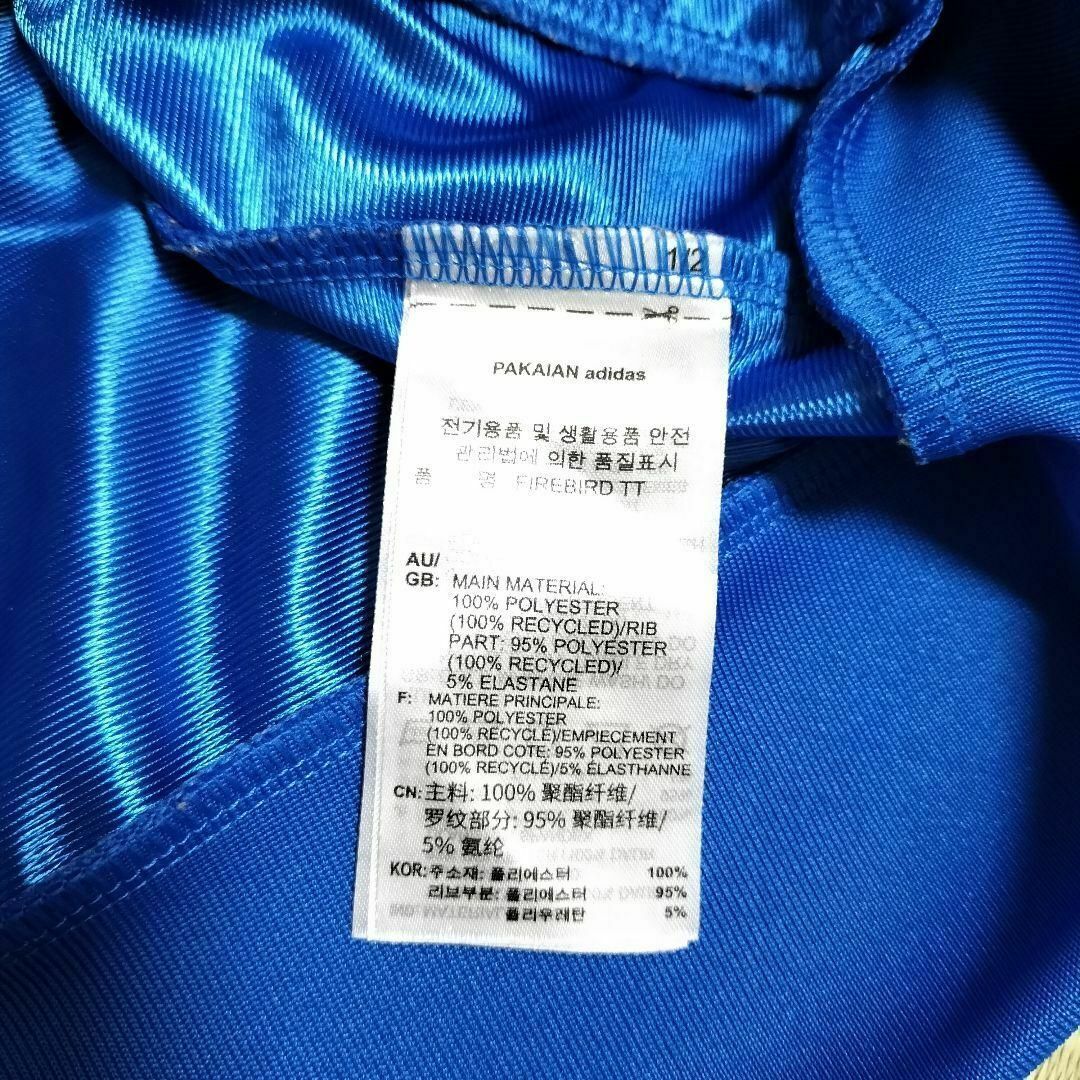 1/2
PAKAIAN adidas
전기용품 및 생활용품 안전
관리법에 의한 품질표시
품 명 FIREBIRD TT
AU/
GB: MAIN MATERIAL:
100% POLYESTER
(100% RECYCLED)/RIB
PART: 95% POLYESTER
(100% RECYCLED)/
5% ELASTANE
F: MATIERE PRINCIPALE:
100% POLYESTER
(100% RECYCLÉ)/EMPIECEMENT
EN BORD COTE: 95% POLYESTER
(100% RECYCLÉ)/5% ÉLASTHANNE
CN: 主料: 100% 聚酯纤维/
罗纹部分: 95% 聚酯纤维/
5% 氨纶
KOR: 주소재: 폴리에스터 100%
리브부분: 폴리에스터 95%
폴리우레탄 5%